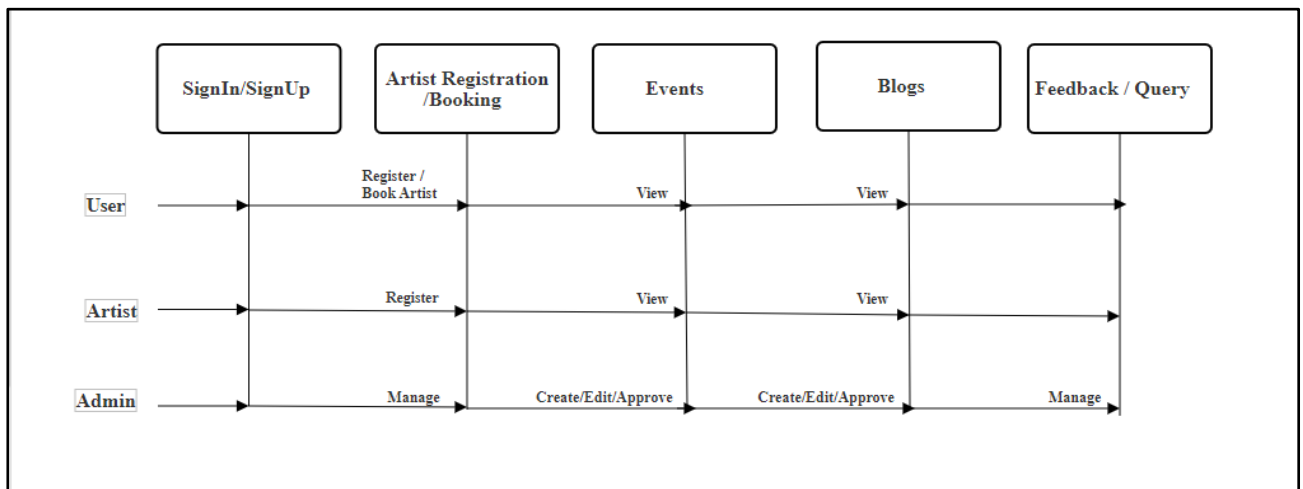 SignIn/SignUp
Artist Registration
/Booking
Events
Blogs
Feedback / Query
User
Register /
Book Artist
View
View
Artist
Register
View
View
Admin
Manage
Create/Edit/Approve
Create/Edit/Approve
Manage